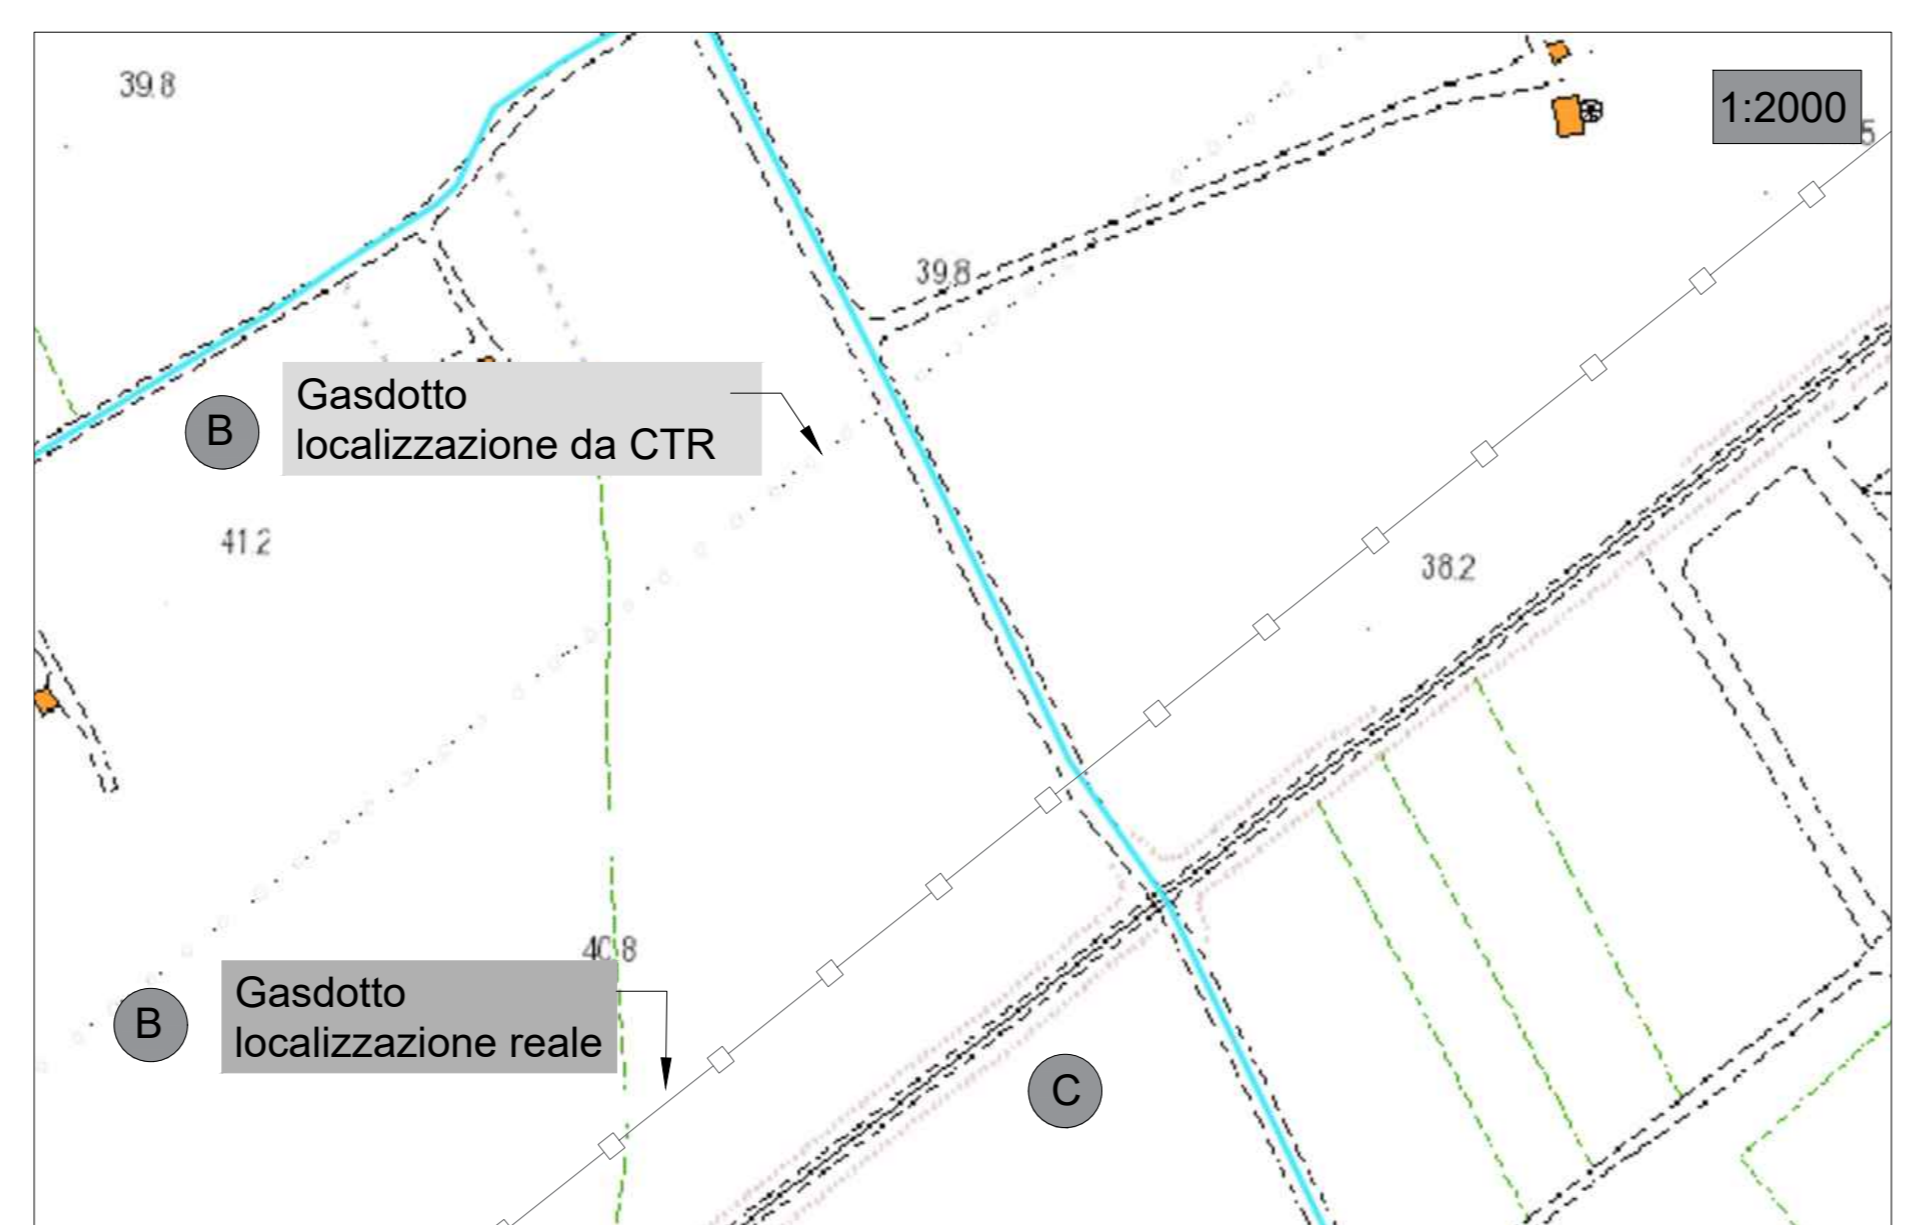 39.8
1:2000
5
39.8
Gasdotto
localizzazione da CTR
B
41.2
38.2
40.8
Gasdotto
localizzazione reale
B
C